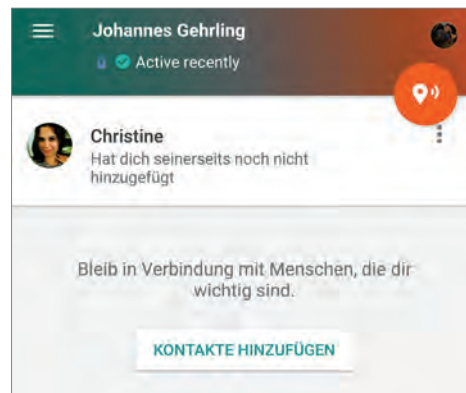 Johannes Gehrling
Active recently
Christine
Hat dich seinerseits noch nicht
hinzugefügt
Bleib in Verbindung mit Menschen, die dir
wichtig sind.
KONTAKTE HINZUFÜGEN